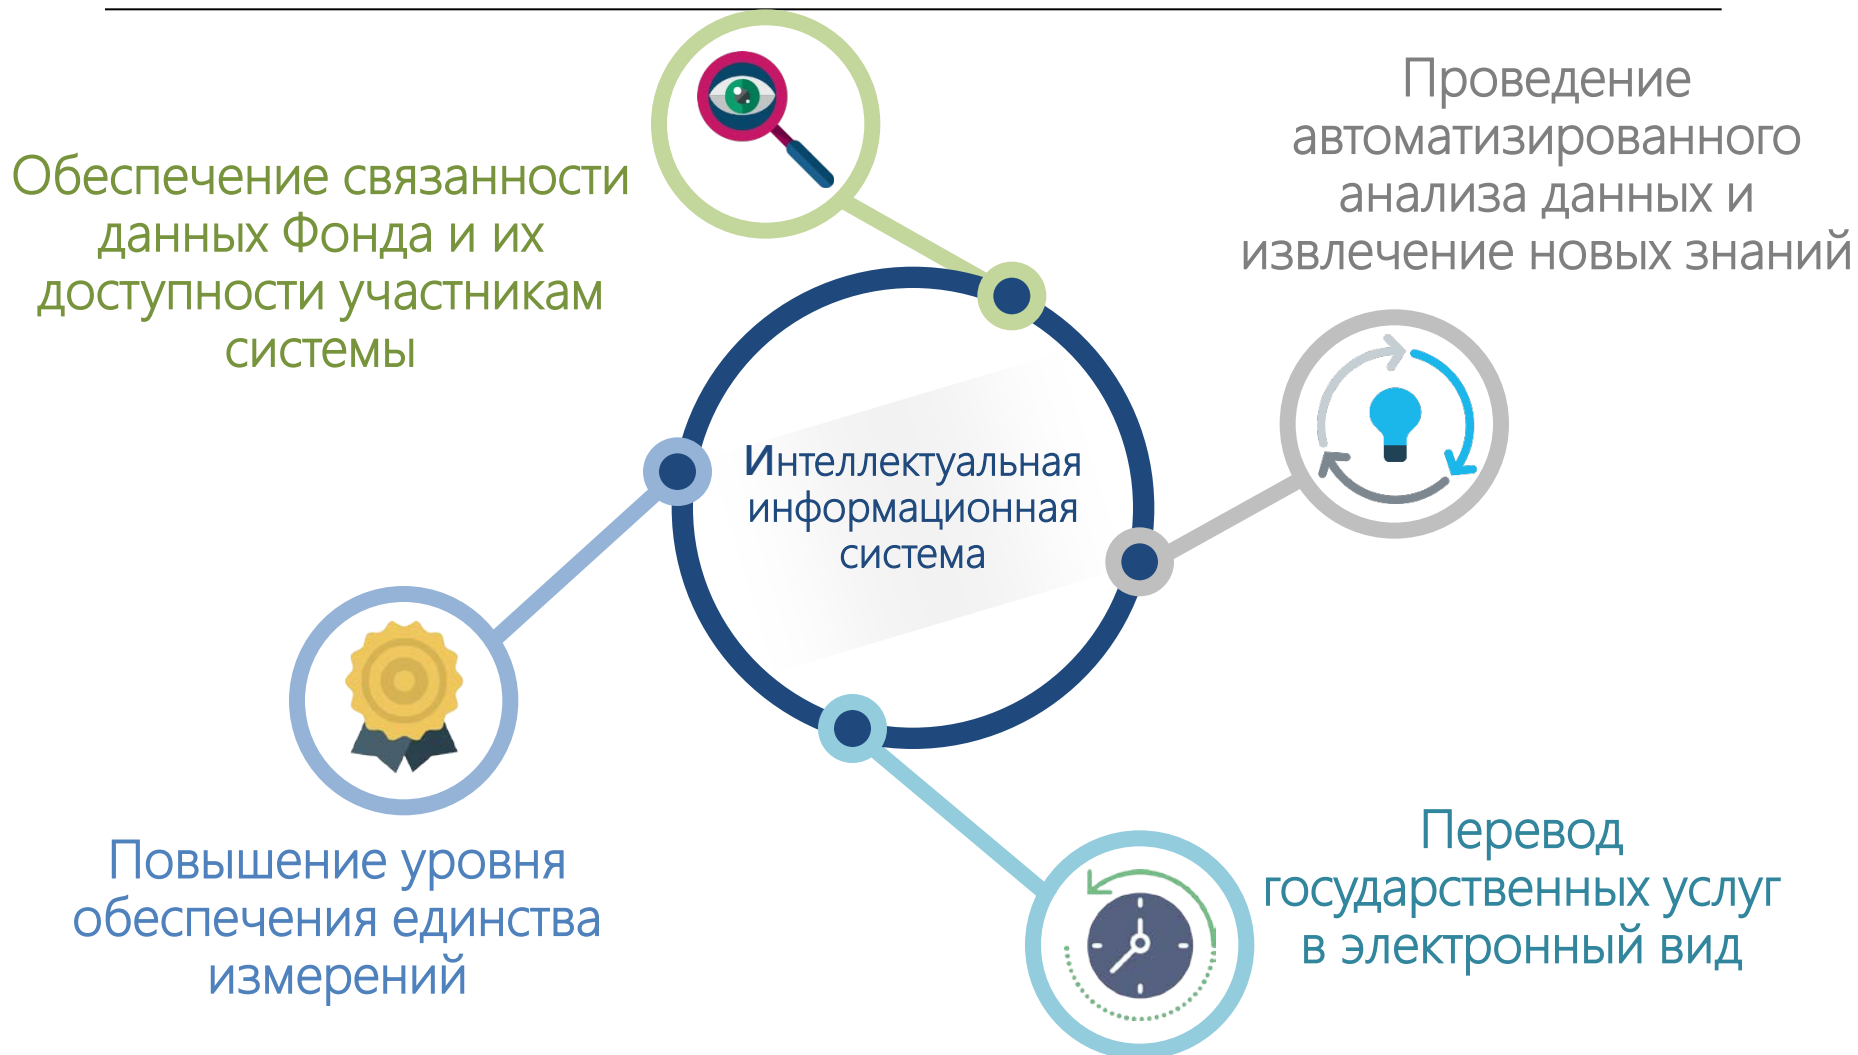 Обеспечение связанности
данных Фонда и их
доступности участникам
системы
Проведение
автоматизированного
анализа данных и
извлечение новых знаний
Интеллектуальная
информационная
система
Повышение уровня
обеспечения единства
измерений
Перевод
государственных услуг
в электронный вид